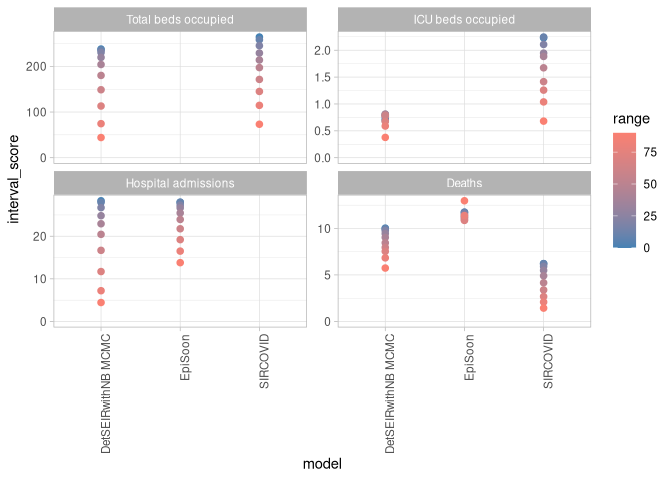 Total beds occupied
ICU beds occupied
200
100
0
2.0
1.5
1.0
0.5
0.0
Hospital admissions
Deaths
20
10
0
10
5
0
interval_score
DetSEIRwithNB MCMC
EpiSoon
SIRCOVID
DetSEIRwithNB MCMC
EpiSoon
SIRCOVID
model
range
75
50
25
0